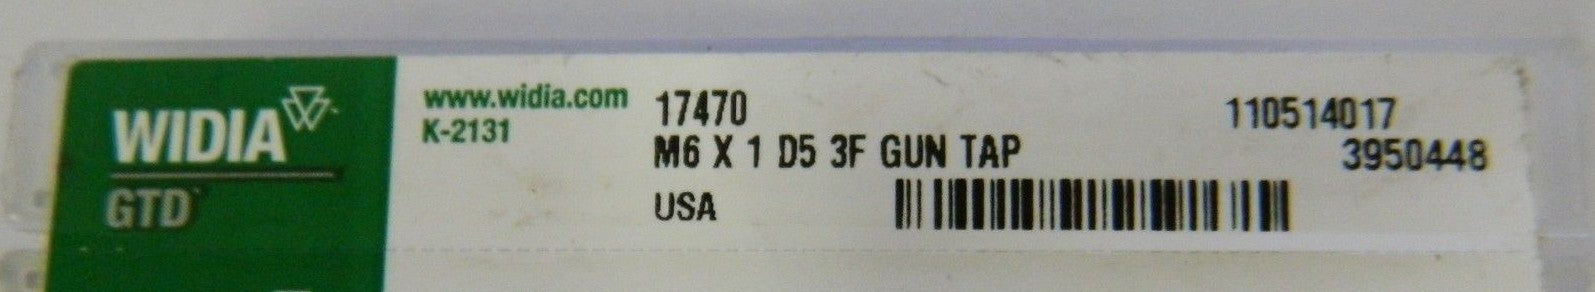 WIDIA
GTD
www.widia.com
K-2131
17470
M6 X 1 D5 3F GUN TAP
USA
110514017
3950448